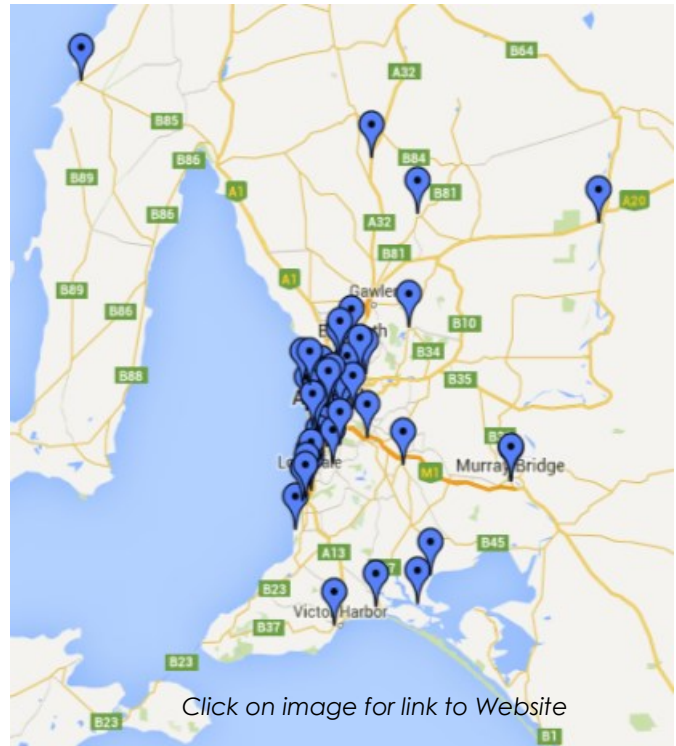 B64
A32
B85
B84
B86
B89
B81
A1
A20
B86
A32
B81
A1
Gawler
B89
B86
B10
B34
B88
B35
Murray Bridge
M1
A13
B45
B23
Victor Harbor
B37
B23
Click on image for link to Website
B23
B1